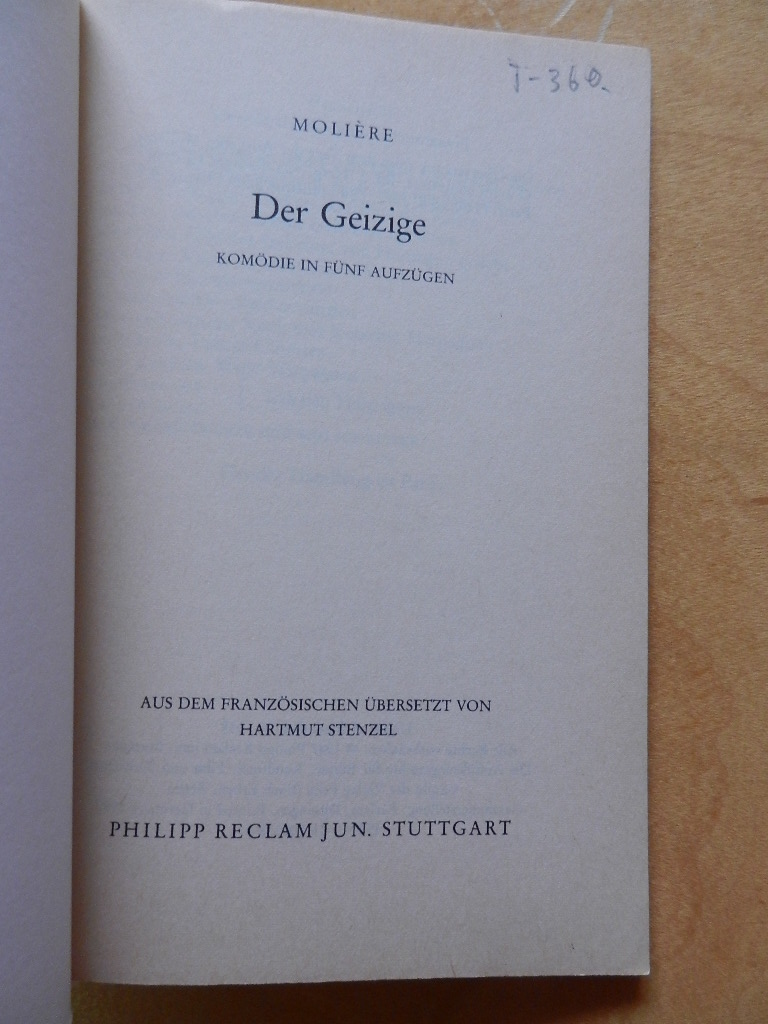 T-360.
MOLIÈRE
Der Geizige
KOMÖDIE IN FÜNF AUFZÜGEN
AUS DEM FRANZÖSISCHEN ÜBERSETZT VON
HARTMUT STENZEL
PHILIPP RECLAM JUN. STUTTGART